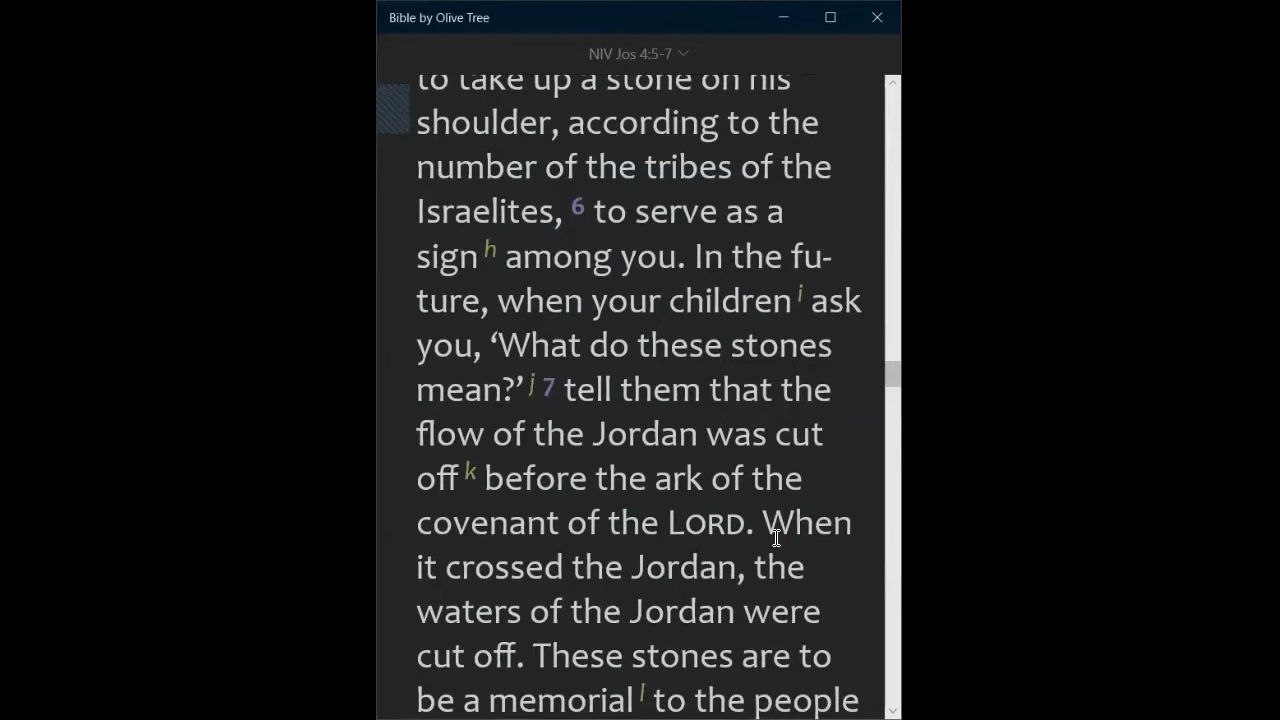 Bible by Olive Tree
NIV Jos 4:5-7
to take up a stone on his
shoulder, according to the
number of the tribes of the
Israelites, 6 to serve as a
sign h among you. In the fu-
ture, when your children i ask
you, ‘What do these stones
mean?’ j 7 tell them that the
flow of the Jordan was cut
off k before the ark of the
covenant of the LORD. When
it crossed the Jordan, the
waters of the Jordan were
cut off. These stones are to
be a memorial l to the people